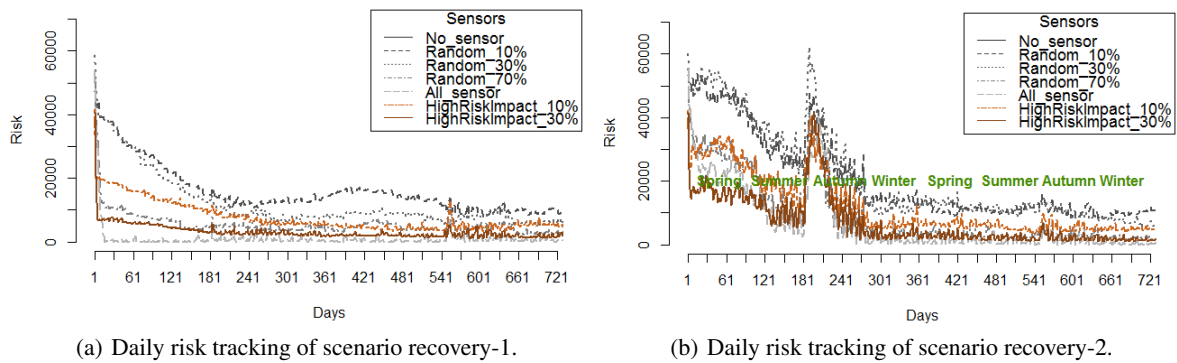 Sensors
No_sensor
Random_10%
Random_30%
Random_70%
All_sensor
HighRiskImpact_10%
HighRiskImpact_30%
Risk
60000
40000
20000
0
1 61 121 181 241 301 361 421 481 541 601 661 721
Days
(a) Daily risk tracking of scenario recovery-1.
Sensors
No_sensor
Random_10%
Random_30%
Random_70%
All_sensor
HighRiskImpact_10%
HighRiskImpact_30%
Risk
60000
40000
20000
0
Spring Summer Autumn Winter Spring Summer Autumn Winter
1 61 121 181 241 301 361 421 481 541 601 661 721
Days
(b) Daily risk tracking of scenario recovery-2.